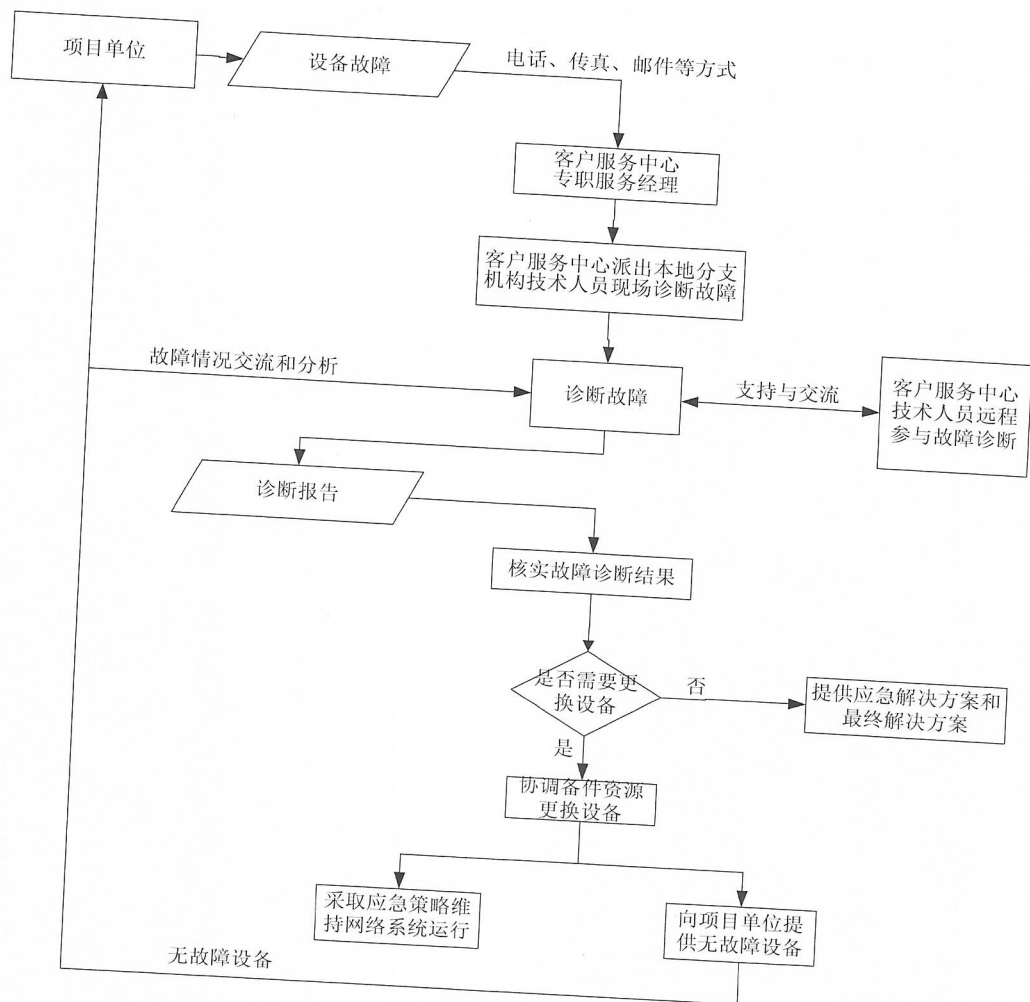 项目单位
设备故障
电话、传真、邮件等方式
客户服务中心
专职服务经理
客户服务中心派出本地分支
机构技术人员现场诊断故障
故障情况交流和分析
诊断故障
支持与交流
客户服务中心
技术人员远程
参与故障诊断
诊断报告
核实故障诊断结果
是否需要更
换设备
否
提供应急解决方案和
最终解决方案
是
协调备件资源
更换设备
采取应急策略维
持网络系统运行
向项目单位提
供无故障设备
无故障设备